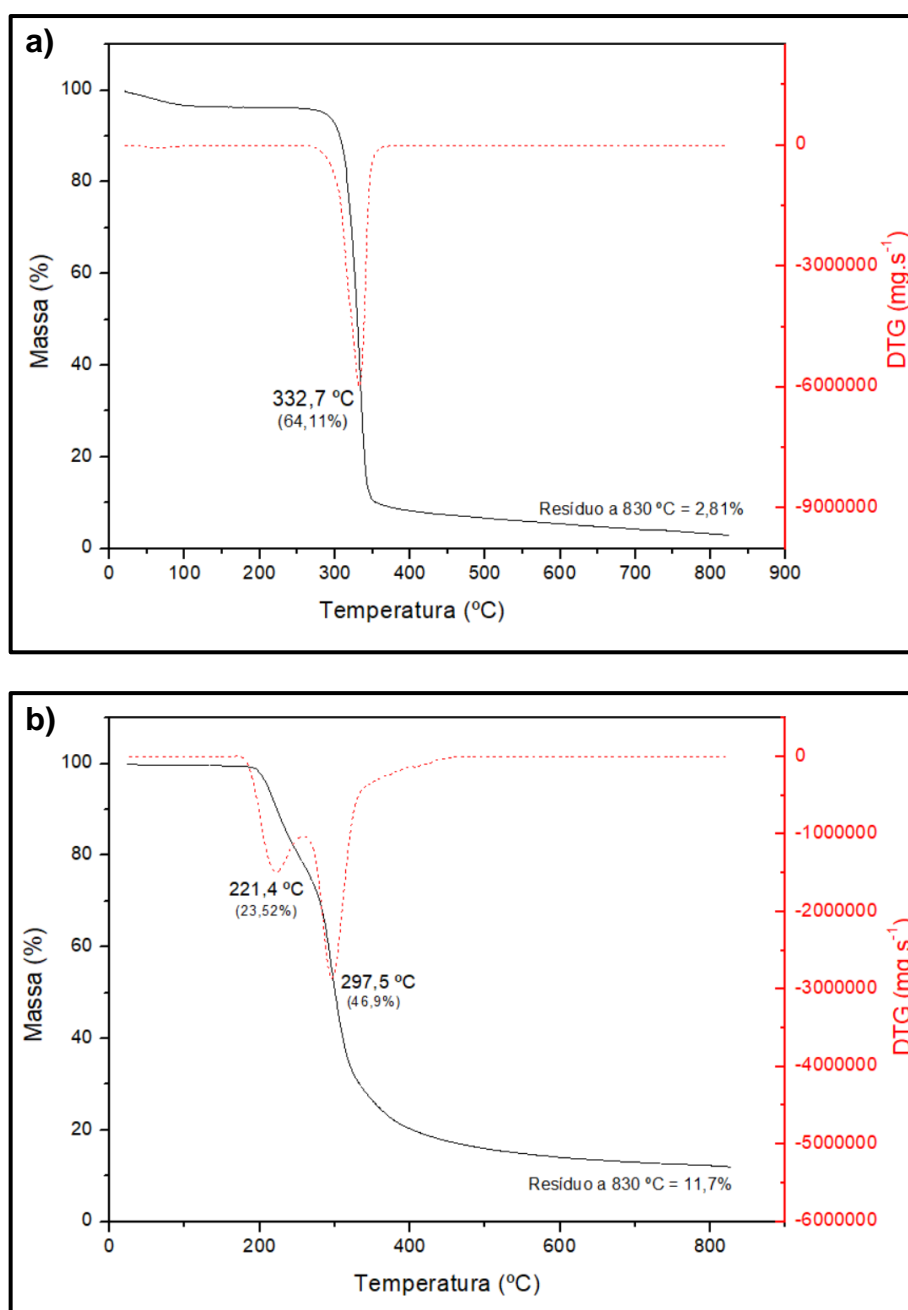 a)
100
80
60
40
20
0
Massa (%)
0
-3000000
-6000000
-9000000
DTG (mg.s⁻¹)
332,7 ºC
(64,11%)
Resíduo a 830 ºC = 2,81%
0 100 200 300 400 500 600 700 800 900
Temperatura (ºC)
b)
100
80
60
40
20
0
Massa (%)
0
-1000000
-2000000
-3000000
-4000000
-5000000
-6000000
DTG (mg.s⁻¹)
221,4 ºC
(23,52%)
297,5 ºC
(46,9%)
Resíduo a 830 ºC = 11,7%
0 200 400 600 800
Temperatura (ºC)